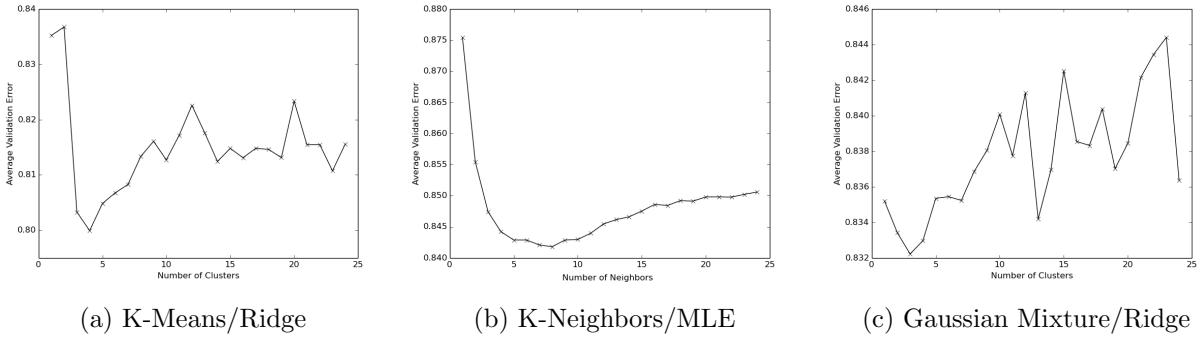 0.84
0.83
0.82
0.81
0.80
Average Validation Error
0 5 10 15 20 25
Number of Clusters
(a) K-Means/Ridge
0.880
0.875
0.870
0.865
0.860
0.855
0.850
0.845
0.840
Average Validation Error
0 5 10 15 20 25
Number of Neighbors
(b) K-Neighbors/MLE
0.846
0.844
0.842
0.840
0.838
0.836
0.834
0.832
Average Validation Error
0 5 10 15 20 25
Number of Clusters
(c) Gaussian Mixture/Ridge